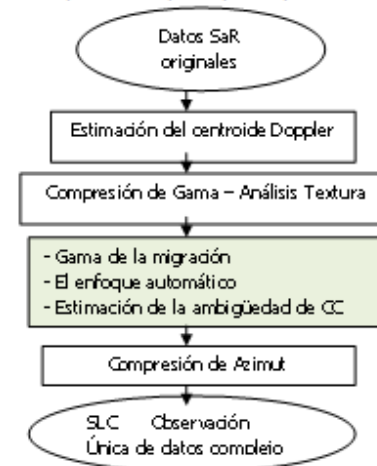 Datos SaR
originales
Estimación del centroide Doppler
Compresión de Gama – Análisis Textura
- Gama de la migración
- El enfoque automático
- Estimación de la ambigüedad de CC
Compresión de Azimut
SLC Observación
Única de datos complejo